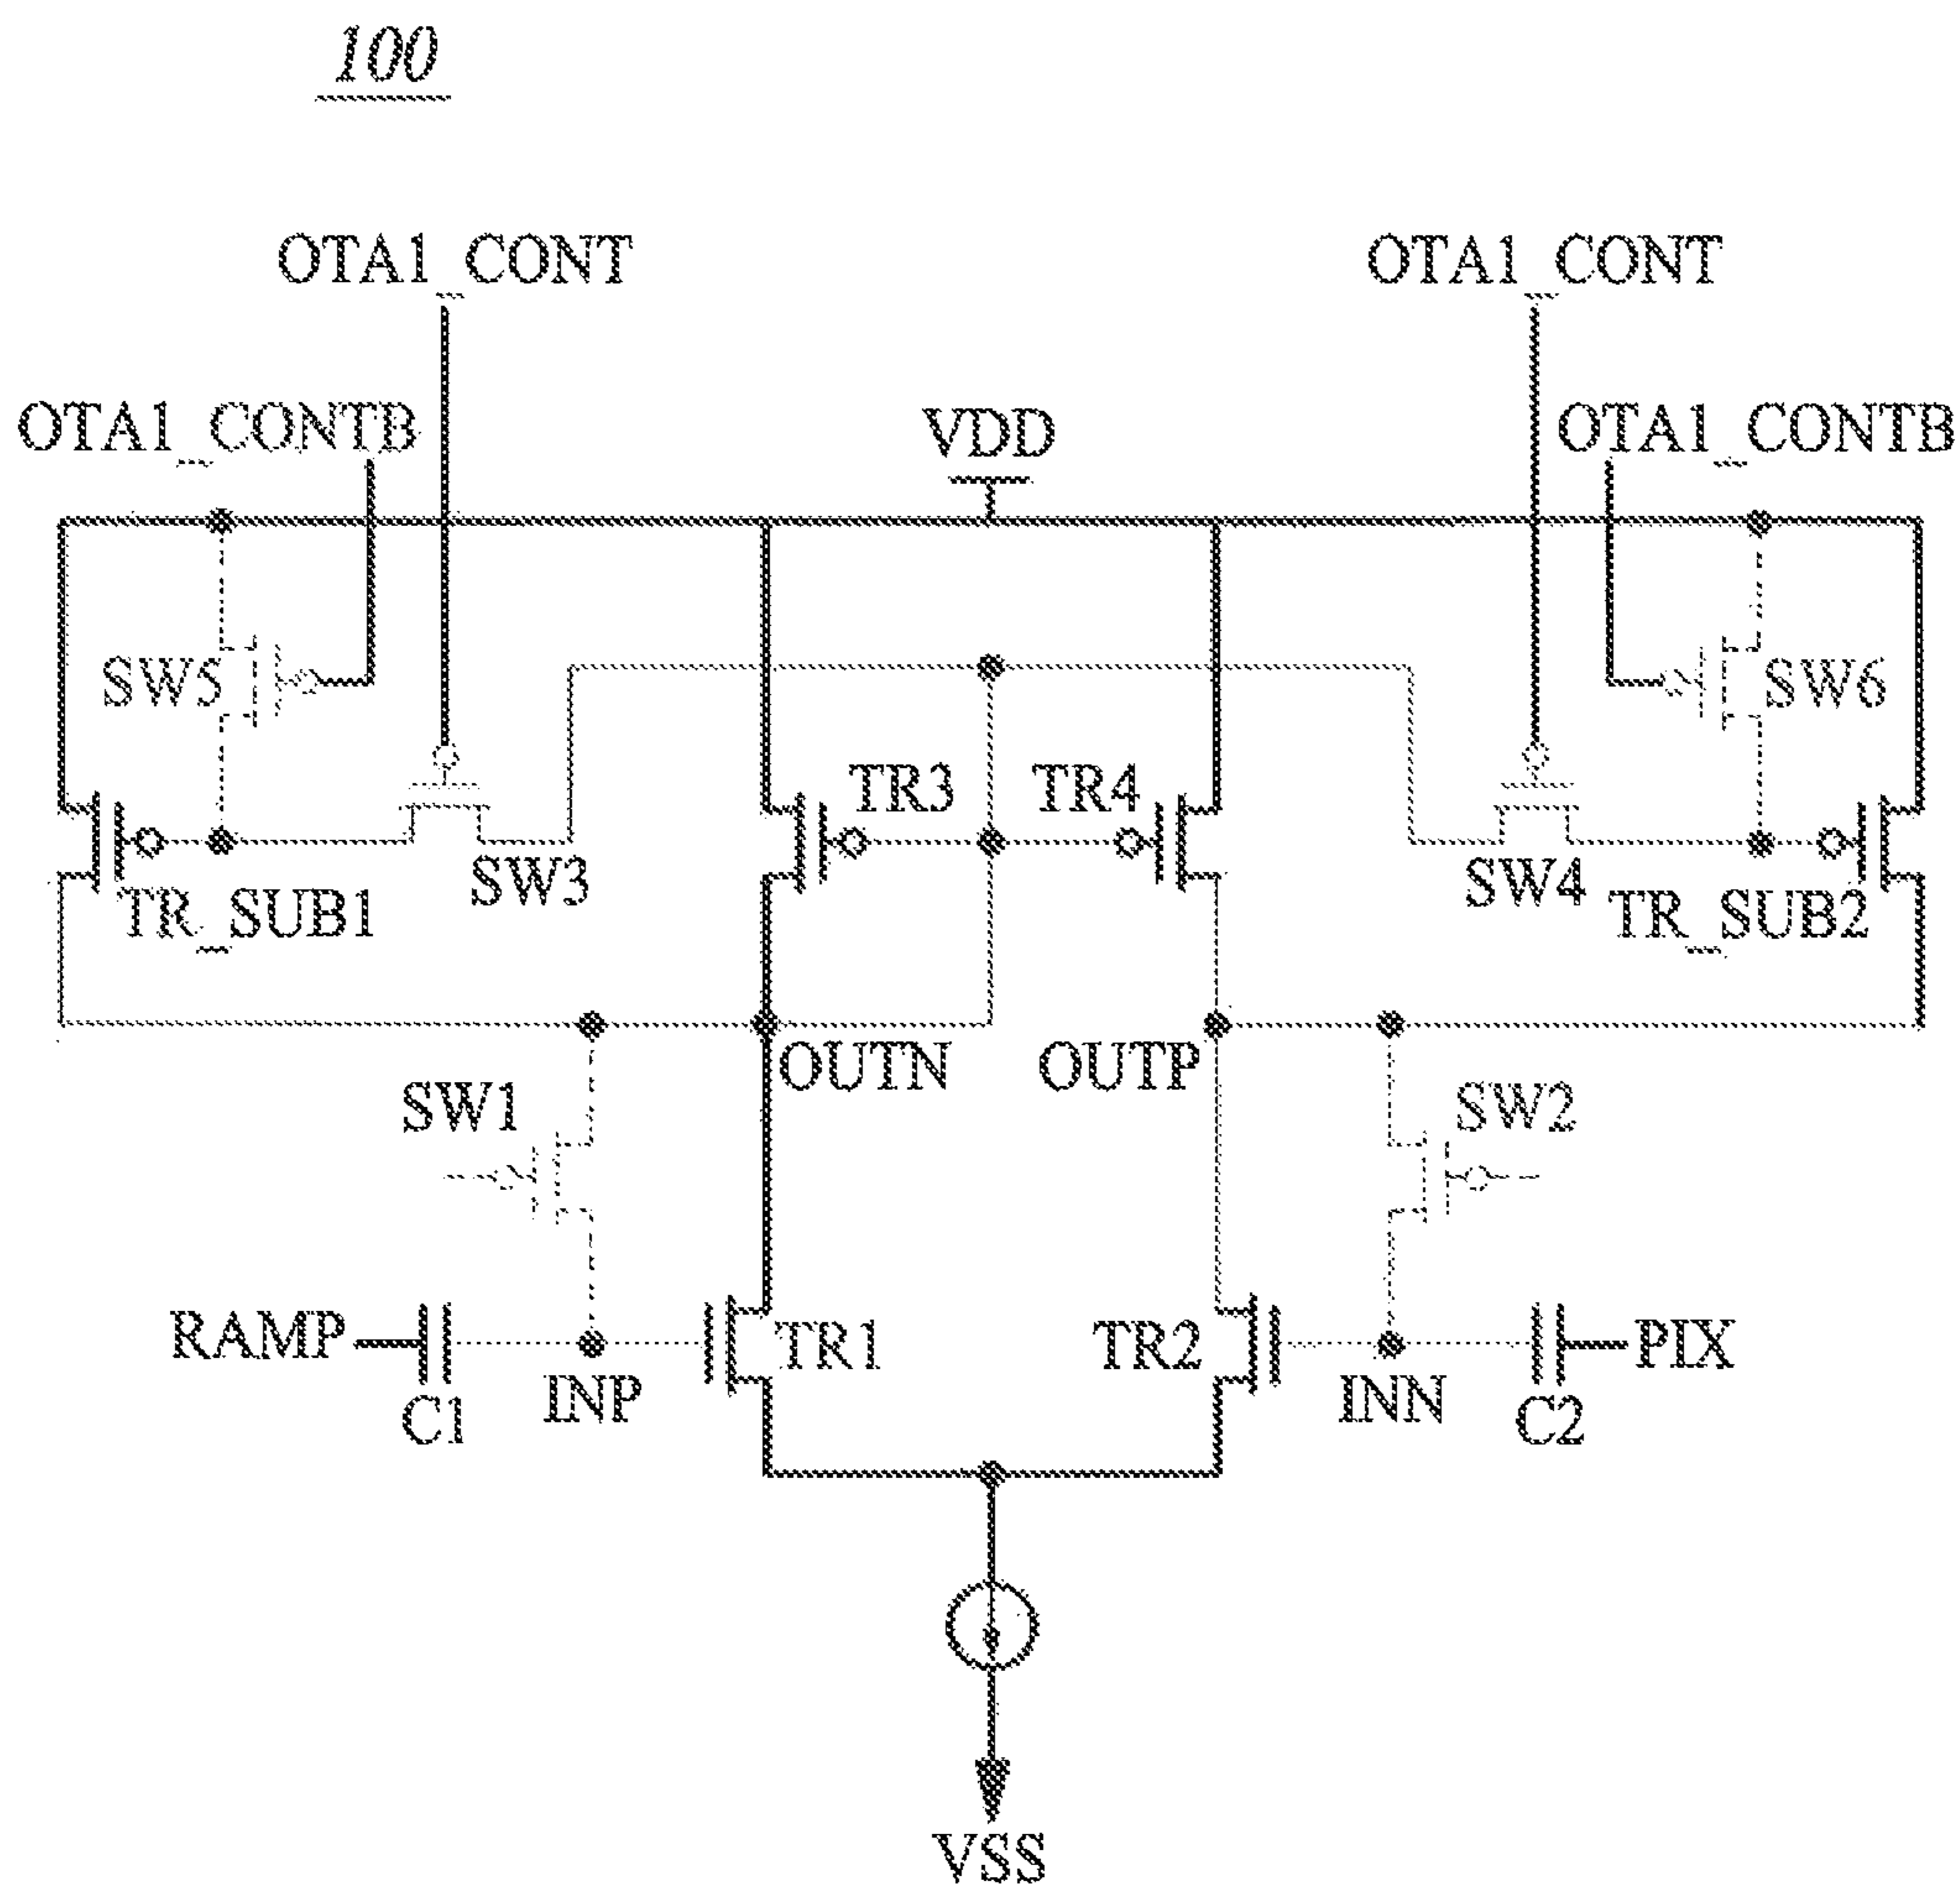 100
OTA1_CONT
OTA1_CONT
OTA1_CONTB
VDD
OTA1_CONTB
SW5
SW6
TR3
TR4
SW3
SW4
TR_SUB1
TR_SUB2
OUTN
OUTP
SW1
SW2
RAMP
TR1
TR2
PIX
C1
INP
INN
C2
VSS